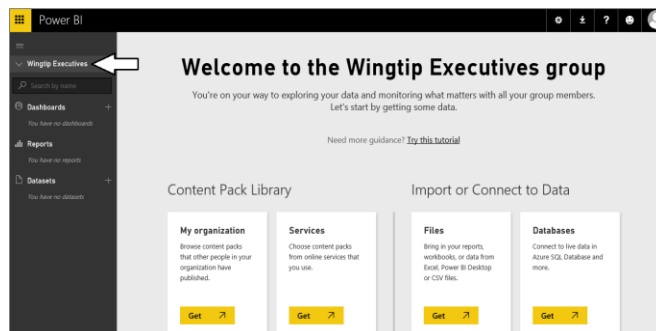 Power BI
?
Wingtip Executives
Search by name
Dashboards +
You have no dashboards
Reports
You have no reports
Datasets +
You have no datasets
Welcome to the Wingtip Executives group
You're on your way to exploring your data and monitoring what matters with all your group members.
Let's start by getting some data.
Need more guidance? Try this tutorial
Content Pack Library
My organization
Browse content packs
that other people in your
organization have
published.
Get
Services
Choose content packs
from online services that
you use.
Get
Import or Connect to Data
Files
Bring in your reports,
workbooks, or data from
Excel, Power BI Desktop
or CSV files.
Get
Databases
Connect to live data in
Azure SQL Database and
more.
Get